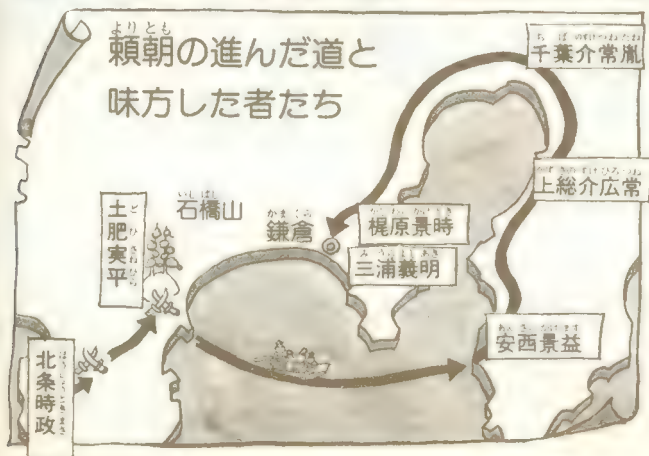 頼朝の進んだ道と
味方した者たち
千葉介常胤
上総介広常
石橋山
鎌倉
土肥実平
梶原景時
三浦義明
安西景益
北条時政